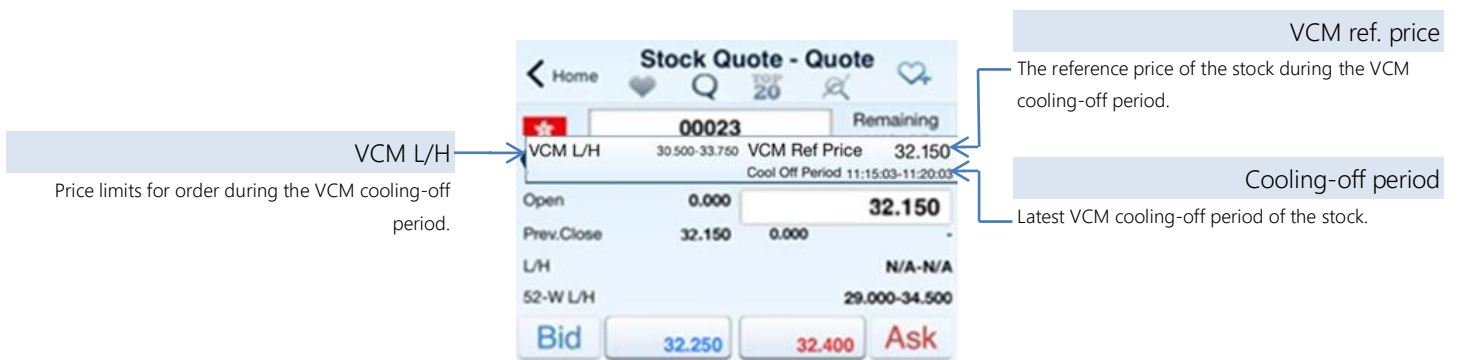 VCM ref. price
The reference price of the stock during the VCM
cooling-off period.
Stock Quote - Quote
Home
Q
TOP
20
00023
Remaining
VCM L/H
Price limits for order during the VCM cooling-off
period.
VCM L/H 30.500-33.750 VCM Ref Price 32.150
Cool Off Period 11:15:03-11:20:03
Cooling-off period
Latest VCM cooling-off period of the stock.
Open 0.000 32.150
Prev.Close 32.150 0.000 -
L/H N/A-N/A
52-W L/H 29.000-34.500
Bid 32.250 32.400 Ask